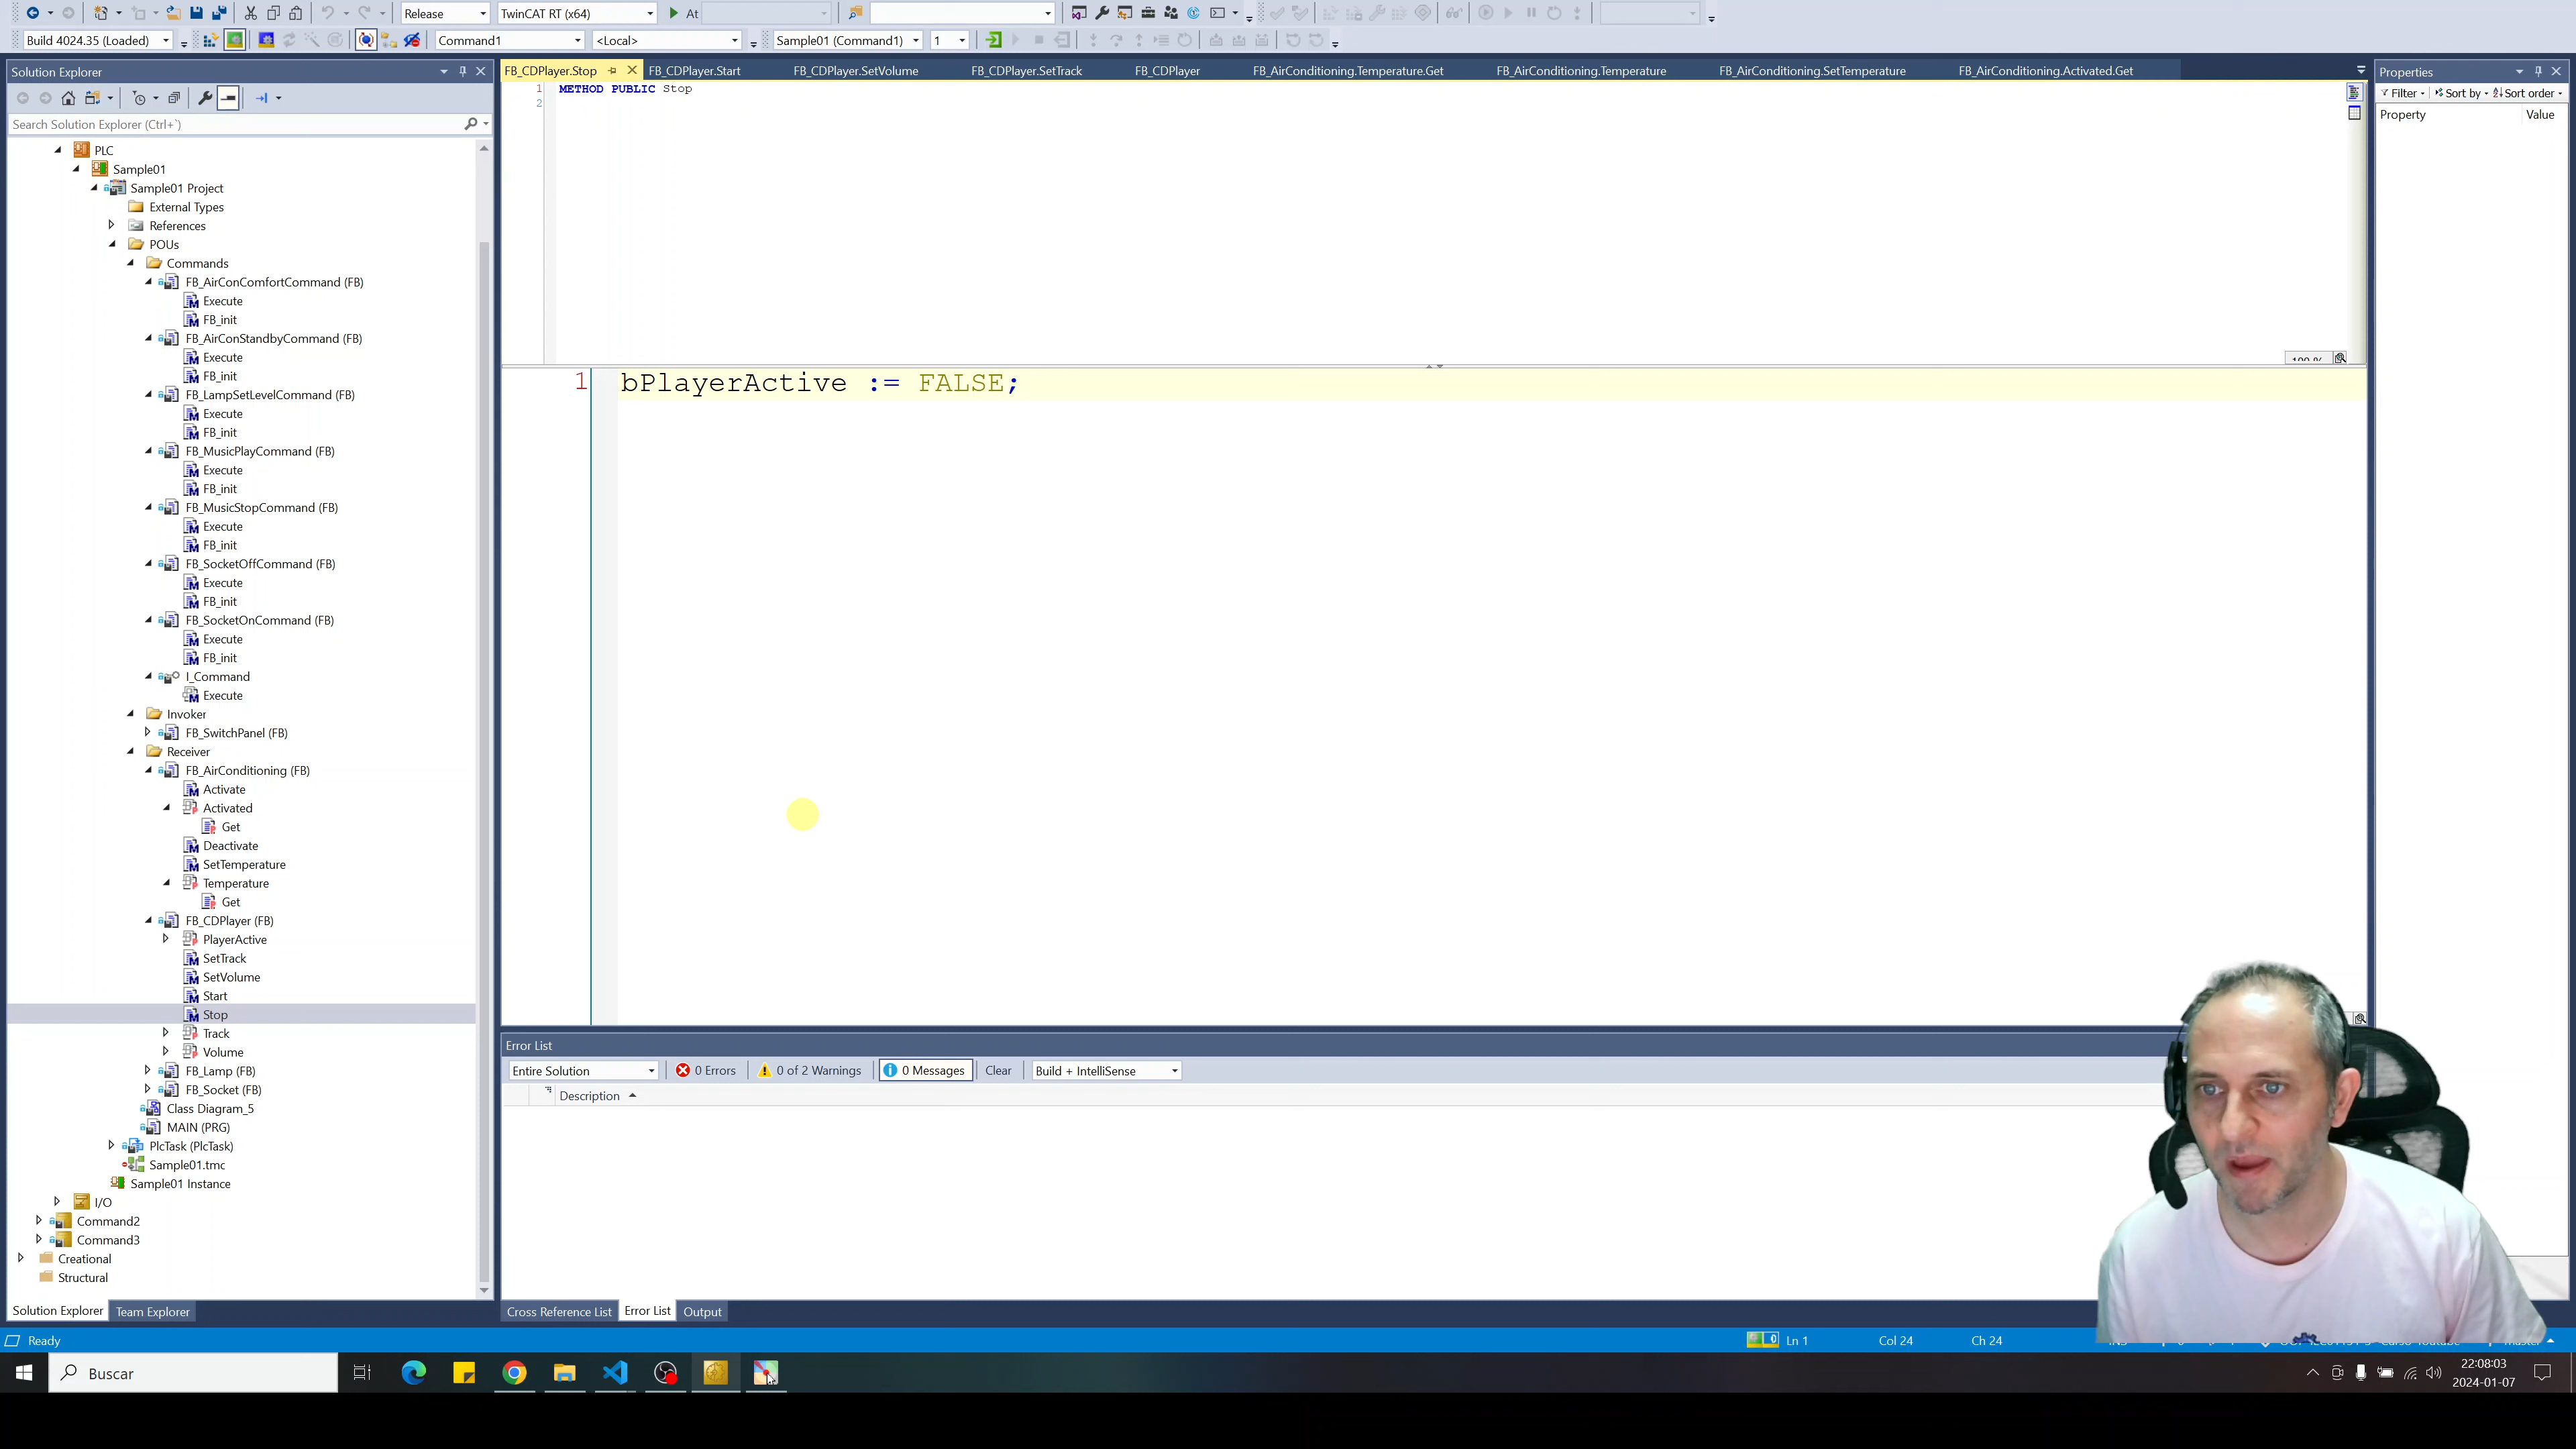 Release
TwinCAT RT (x64)
At
Build 4024.35 (Loaded)
Command1
<Local>
Sample01 (Command1)
1
Solution Explorer
Search Solution Explorer (Ctrl+`)
PLC
Sample01
Sample01 Project
External Types
References
POUs
Commands
FB_AirConComfortCommand (FB)
Execute
FB_init
FB_AirConStandbyCommand (FB)
Execute
FB_init
FB_LampSetLevelCommand (FB)
Execute
FB_init
FB_MusicPlayCommand (FB)
Execute
FB_init
FB_MusicStopCommand (FB)
Execute
FB_init
FB_SocketOffCommand (FB)
Execute
FB_init
FB_SocketOnCommand (FB)
Execute
FB_init
I_Command
Execute
Invoker
FB_SwitchPanel (FB)
Receiver
FB_AirConditioning (FB)
Activate
Activated
Get
Deactivate
SetTemperature
Temperature
Get
FB_CDPlayer (FB)
PlayerActive
SetTrack
SetVolume
Start
Stop
Track
Volume
FB_Lamp (FB)
FB_Socket (FB)
Class Diagram_5
MAIN (PRG)
PlcTask (PlcTask)
Sample01.tmc
Sample01 Instance
I/O
Command2
Command3
Creational
Structural
Solution Explorer
Team Explorer
FB_CDPlayer.Stop
FB_CDPlayer.Start
FB_CDPlayer.SetVolume
FB_CDPlayer.SetTrack
FB_CDPlayer
FB_AirConditioning.Temperature.Get
FB_AirConditioning.Temperature
FB_AirConditioning.SetTemperature
FB_AirConditioning.Activated.Get
1 METHOD PUBLIC Stop
2
100 %
1 bPlayerActive := FALSE;
Properties
Filter
Sort by
Sort order
Property
Value
Error List
Entire Solution
0 Errors
0 of 2 Warnings
0 Messages
Clear
Build + IntelliSense
Description
Cross Reference List
Error List
Output
Ready
0
Ln 1
Col 24
Ch 24
Buscar
22:08:03
2024-01-07